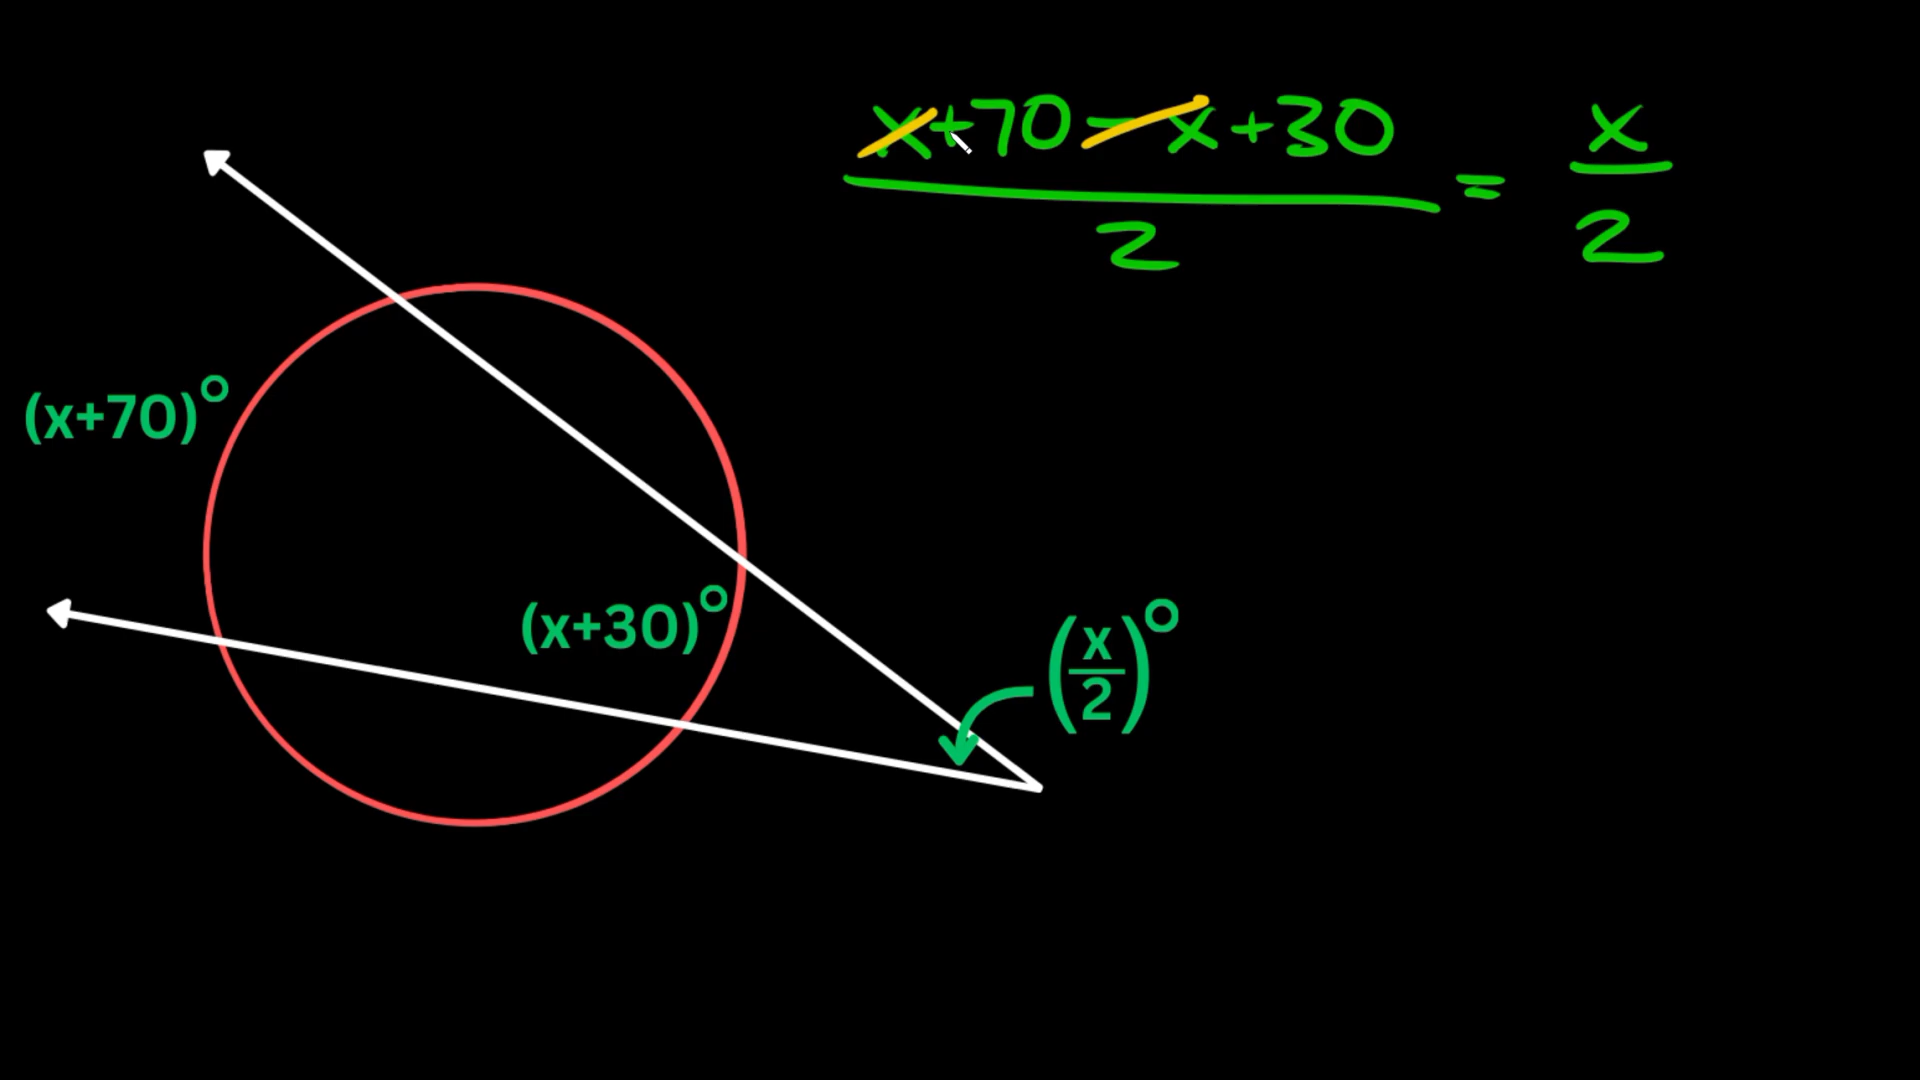 x+70 - x+30 / 2 = x / 2
(x+70)°
(x+30)°
(x/2)°